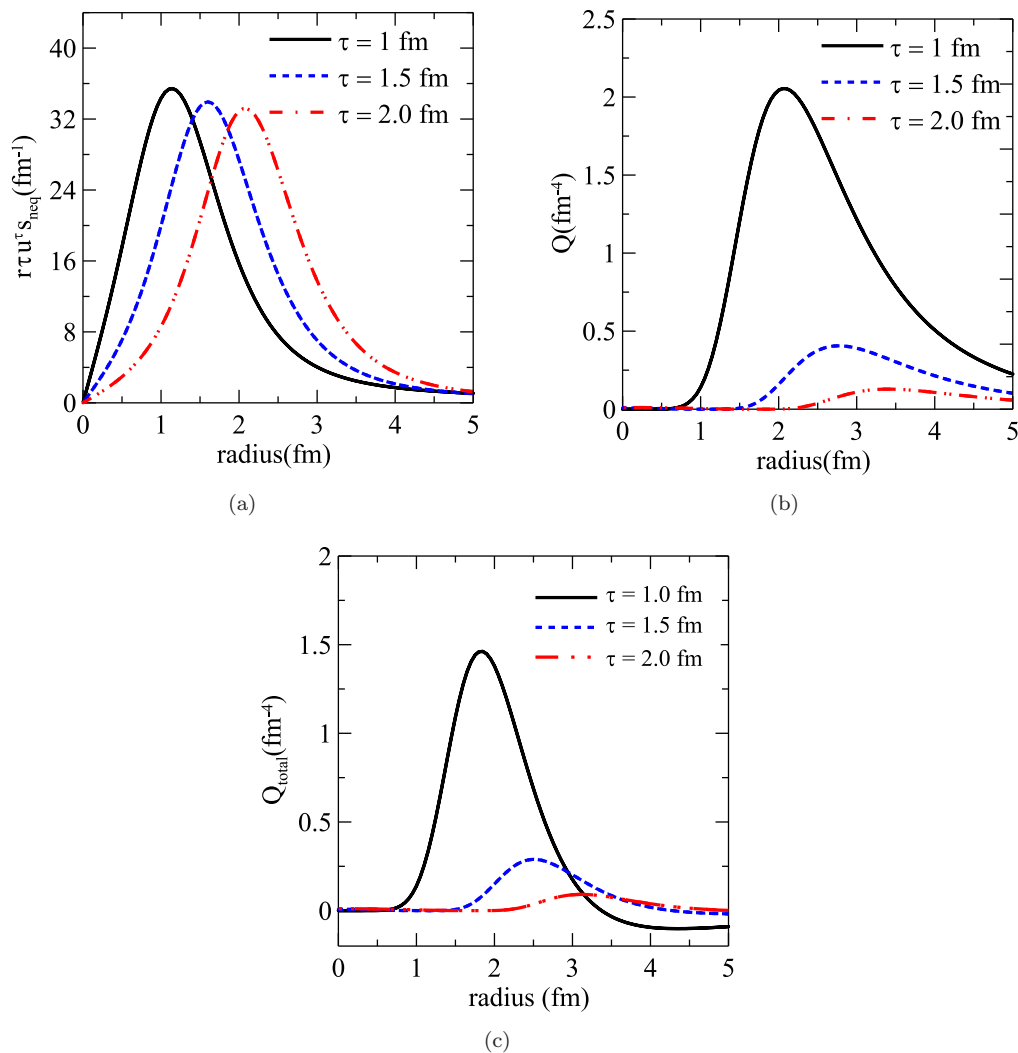 40
32
24
16
8
0
rτuᵗs_neq(fm⁻¹)
τ = 1 fm
τ = 1.5 fm
τ = 2.0 fm
0 1 2 3 4 5
radius(fm)
(a)
2.5
2
1.5
1
0.5
0
Q(fm⁻⁴)
τ = 1 fm
τ = 1.5 fm
τ = 2.0 fm
0 1 2 3 4 5
radius(fm)
(b)
2
1.5
1
0.5
0
Q_total(fm⁻⁴)
τ = 1.0 fm
τ = 1.5 fm
τ = 2.0 fm
0 1 2 3 4 5
radius (fm)
(c)